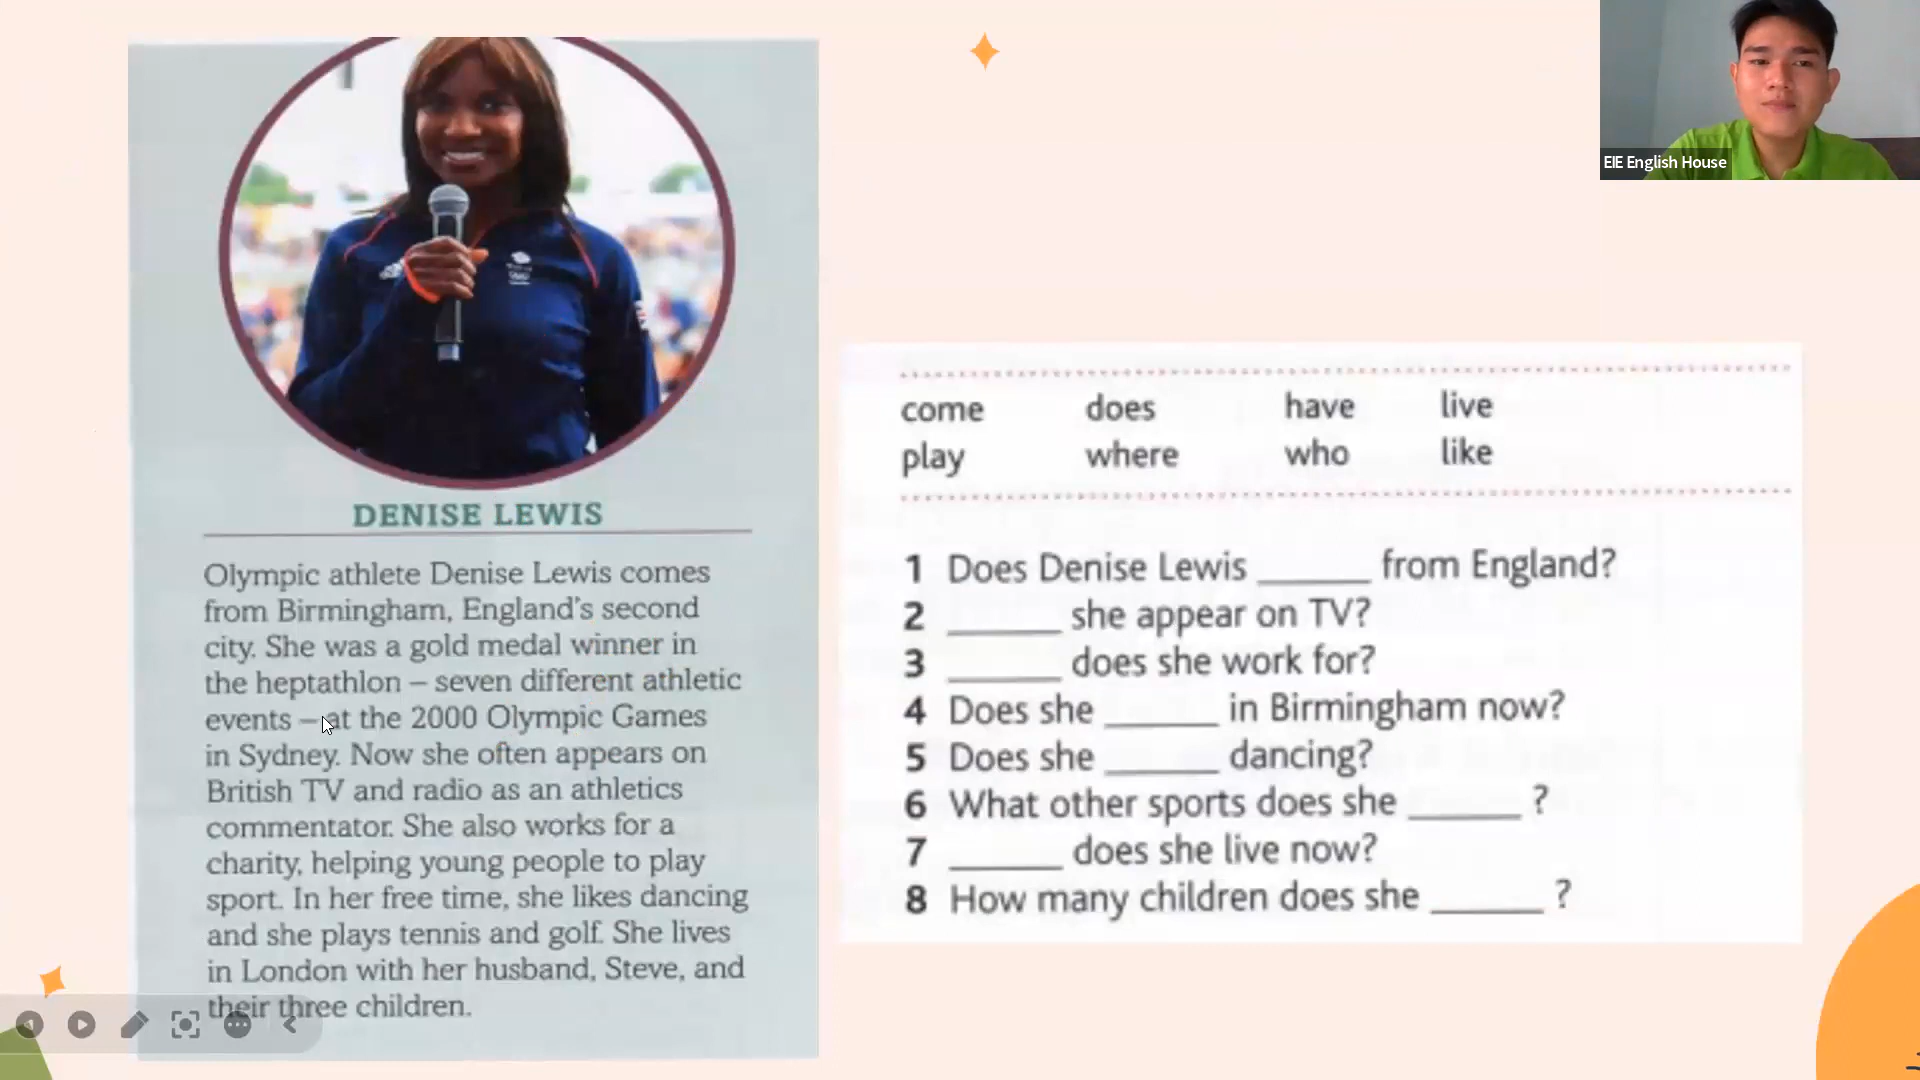 EIE English House
DENISE LEWIS
Olympic athlete Denise Lewis comes
from Birmingham, England's second
city. She was a gold medal winner in
the heptathlon – seven different athletic
events – at the 2000 Olympic Games
in Sydney. Now she often appears on
British TV and radio as an athletics
commentator. She also works for a
charity, helping young people to play
sport. In her free time, she likes dancing
and she plays tennis and golf. She lives
in London with her husband, Steve, and
their three children.
come does have live
play where who like
1 Does Denise Lewis ______ from England?
2 ______ she appear on TV?
3 ______ does she work for?
4 Does she ______ in Birmingham now?
5 Does she ______ dancing?
6 What other sports does she ______ ?
7 ______ does she live now?
8 How many children does she ______ ?